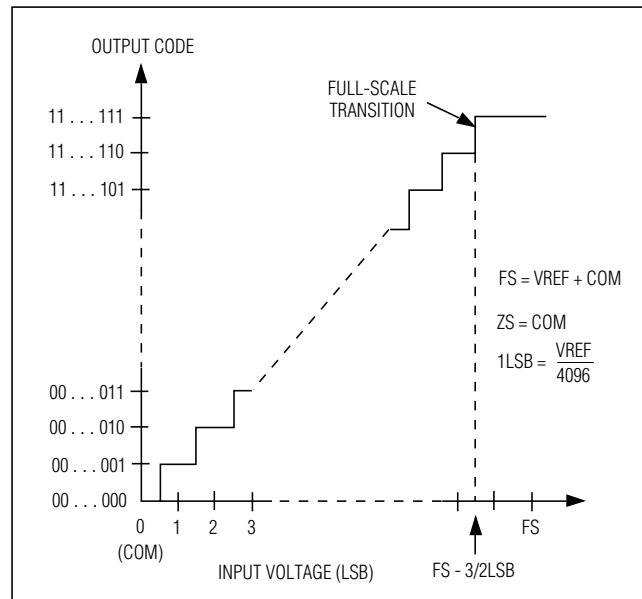 OUTPUT CODE
FULL-SCALE
TRANSITION
11 . . . 111
11 . . . 110
11 . . . 101
FS = VREF + COM
ZS = COM
1LSB = VREF
4096
00 . . . 011
00 . . . 010
00 . . . 001
00 . . . 000
0 1 2 3 FS
(COM)
INPUT VOLTAGE (LSB)
FS - 3/2LSB